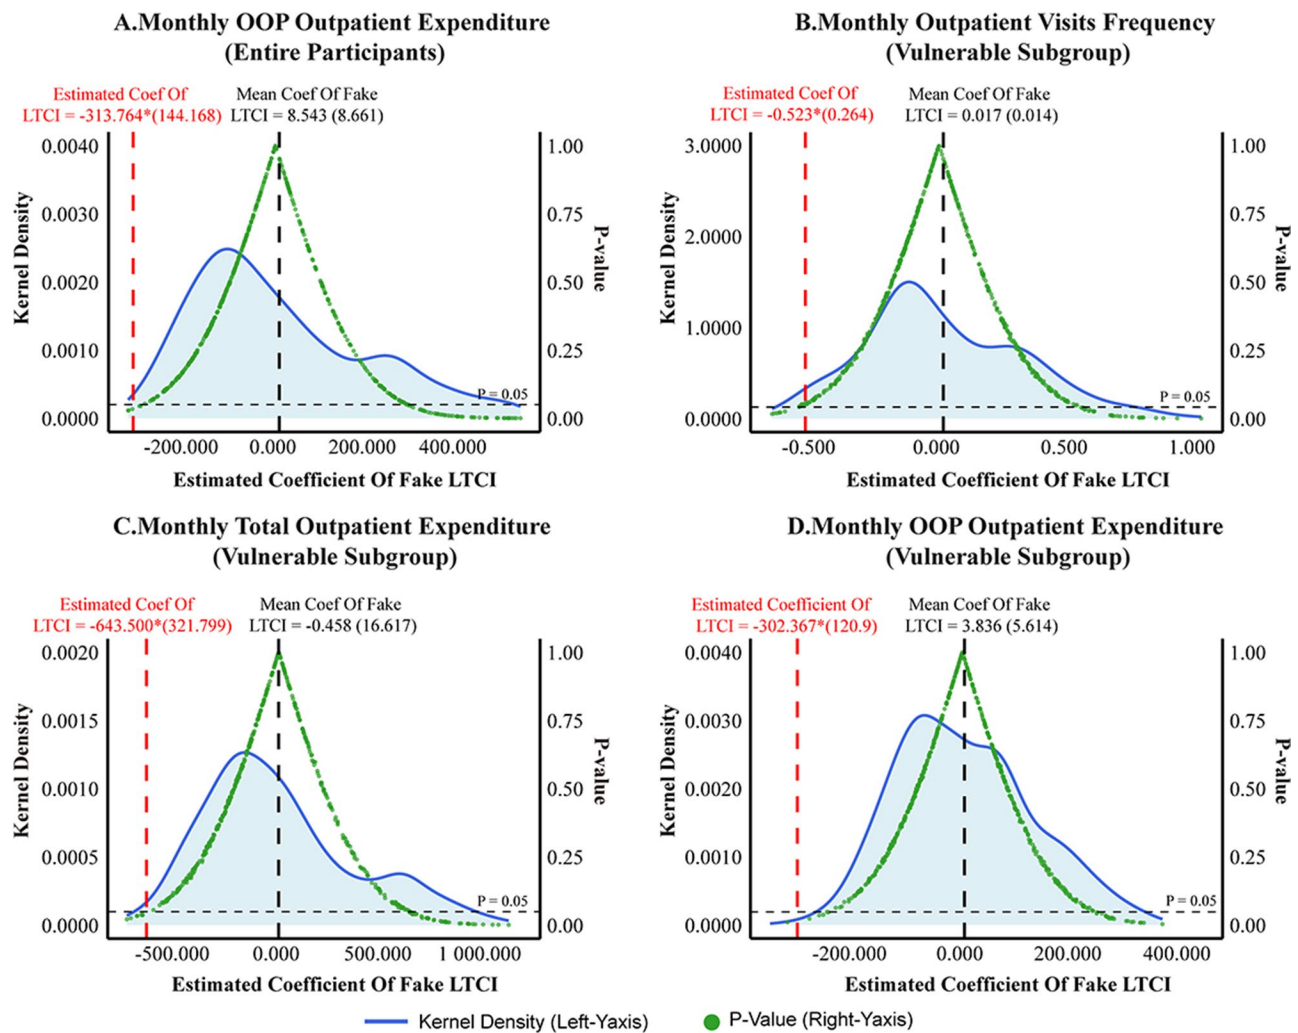 A.Monthly OOP Outpatient Expenditure
(Entire Participants)
Estimated Coef Of
LTCI = -313.764*(144.168)
Mean Coef Of Fake
LTCI = 8.543 (8.661)
0.0040
0.0030
0.0020
0.0010
0.0000
Kernel Density
1.00
0.75
0.50
0.25
0.00
P-value
P = 0.05
-200.000
0.000
200.000
400.000
Estimated Coefficient Of Fake LTCI
B.Monthly Outpatient Visits Frequency
(Vulnerable Subgroup)
Estimated Coef Of
LTCI = -0.523*(0.264)
Mean Coef Of Fake
LTCI = 0.017 (0.014)
3.0000
2.0000
1.0000
0.0000
Kernel Density
1.00
0.75
0.50
0.25
0.00
P-value
P = 0.05
-0.500
0.000
0.500
1.000
Estimated Coefficient Of Fake LTCI
C.Monthly Total Outpatient Expenditure
(Vulnerable Subgroup)
Estimated Coef Of
LTCI = -643.500*(321.799)
Mean Coef Of Fake
LTCI = -0.458 (16.617)
0.0020
0.0015
0.0010
0.0005
0.0000
Kernel Density
1.00
0.75
0.50
0.25
0.00
P-value
P = 0.05
-500.000
0.000
500.000
1 000.000
Estimated Coefficient Of Fake LTCI
D.Monthly OOP Outpatient Expenditure
(Vulnerable Subgroup)
Estimated Coefficient Of
LTCI = -302.367*(120.9)
Mean Coef Of Fake
LTCI = 3.836 (5.614)
0.0040
0.0030
0.0020
0.0010
0.0000
Kernel Density
1.00
0.75
0.50
0.25
0.00
P-value
P = 0.05
-200.000
0.000
200.000
400.000
Estimated Coefficient Of Fake LTCI
Kernel Density (Left-Yaxis)
P-Value (Right-Yaxis)